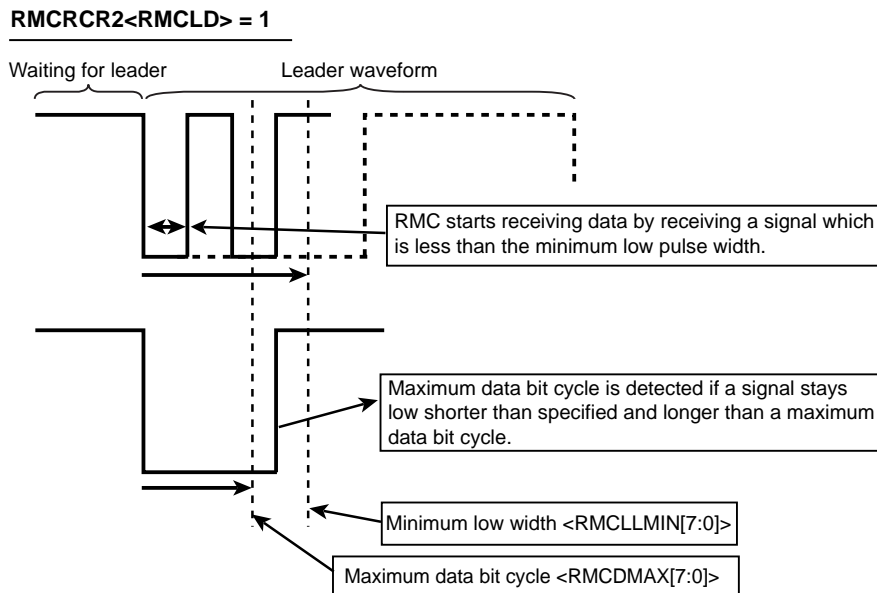 RMCRCR2<RMCLD> = 1
Waiting for leader
Leader waveform
RMC starts receiving data by receiving a signal which
is less than the minimum low pulse width.
Maximum data bit cycle is detected if a signal stays
low shorter than specified and longer than a maximum
data bit cycle.
Minimum low width <RMCLLMIN[7:0]>
Maximum data bit cycle <RMCDMAX[7:0]>